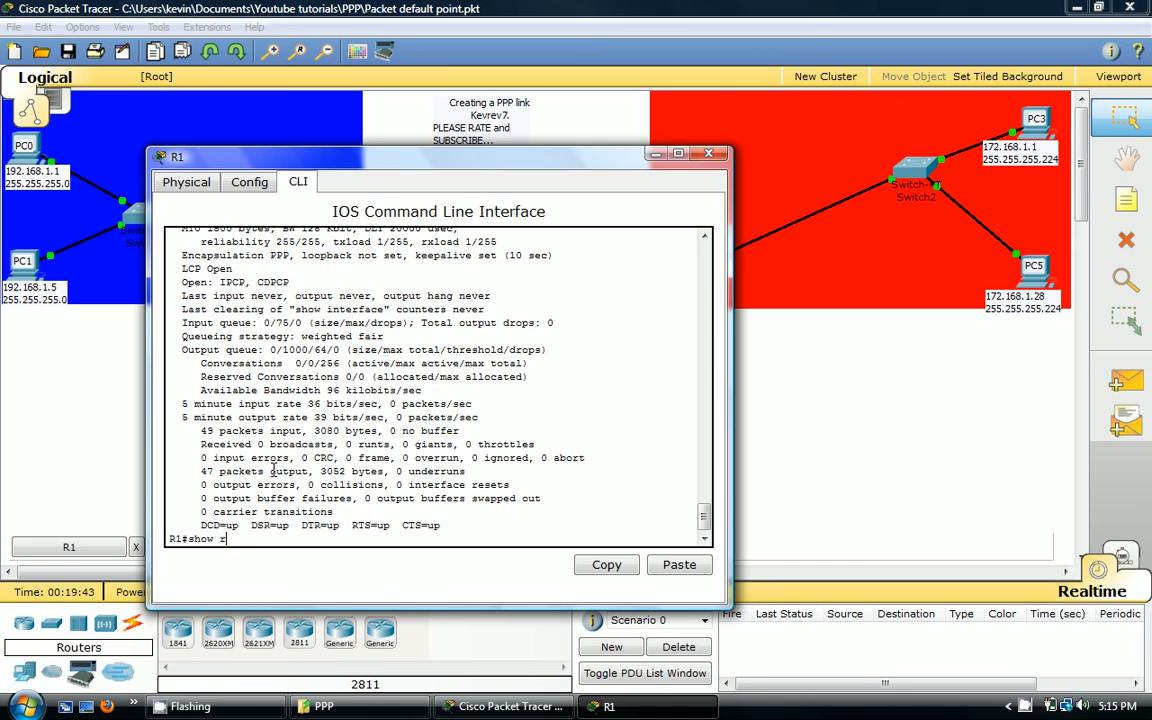 Cisco Packet Tracer - C:\Users\kevin\Documents\Youtube tutorials\PPP\Packet default point.pkt
File Edit Options View Tools Extensions Help
Logical
[Root]
New Cluster
Move Object
Set Tiled Background
Viewport
Creating a PPP link
Kevrev7.
PLEASE RATE and
SUBSCRIBE...
PC0
192.168.1.1
255.255.255.0
PC1
192.168.1.5
255.255.255.0
PC3
172.168.1.1
255.255.255.224
Switch2
PC5
172.168.1.28
255.255.255.224
R1
Physical
Config
CLI
IOS Command Line Interface
MTU 1500 bytes, BW 128 Kbit, DLY 20000 usec,
reliability 255/255, txload 1/255, rxload 1/255
Encapsulation PPP, loopback not set, keepalive set (10 sec)
LCP Open
Open: IPCP, CDPCP
Last input never, output never, output hang never
Last clearing of "show interface" counters never
Input queue: 0/75/0 (size/max/drops); Total output drops: 0
Queueing strategy: weighted fair
Output queue: 0/1000/64/0 (size/max total/threshold/drops)
Conversations 0/0/256 (active/max active/max total)
Reserved Conversations 0/0 (allocated/max allocated)
Available Bandwidth 96 kilobits/sec
5 minute input rate 36 bits/sec, 0 packets/sec
5 minute output rate 39 bits/sec, 0 packets/sec
49 packets input, 3080 bytes, 0 no buffer
Received 0 broadcasts, 0 runts, 0 giants, 0 throttles
0 input errors, 0 CRC, 0 frame, 0 overrun, 0 ignored, 0 abort
47 packets output, 3052 bytes, 0 underruns
0 output errors, 0 collisions, 0 interface resets
0 output buffer failures, 0 output buffers swapped out
0 carrier transitions
DCD=up DSR=up DTR=up RTS=up CTS=up
R1#show r
Copy
Paste
R1
X
Time: 00:19:43
Power
Realtime
Routers
1841
2620XM
2621XM
2811
Generic
Generic
2811
Scenario 0
New
Delete
Toggle PDU List Window
Fire
Last Status
Source
Destination
Type
Color
Time (sec)
Periodic
Flashing
PPP
Cisco Packet Tracer ...
R1
5:15 PM